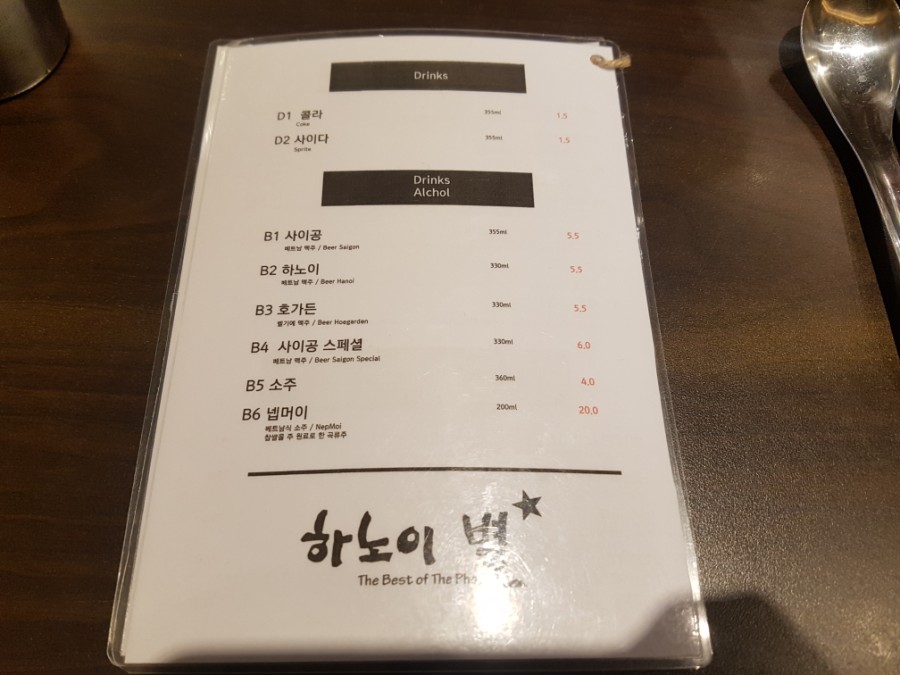 Drinks
D1 콜라 355ml 1,5
Coke
D2 사이다 355ml 1,5
Sprite
Drinks
Alchol
B1 사이공 355ml 5,5
베트남 맥주 / Beer Saigon
B2 하노이 330ml 5,5
베트남 맥주 / Beer Hanoi
B3 호가든 330ml 5,5
벨기에 맥주 / Beer Hoegarden
B4 사이공 스페셜 330ml 6,0
베트남 맥주 / Beer Saigon Special
B5 소주 360ml 4,0
B6 넵머이 200ml 20,0
베트남식 소주 / NepMoi
찹쌀을 주 원료로 한 곡류주
하노이 별
The Best of The Pho